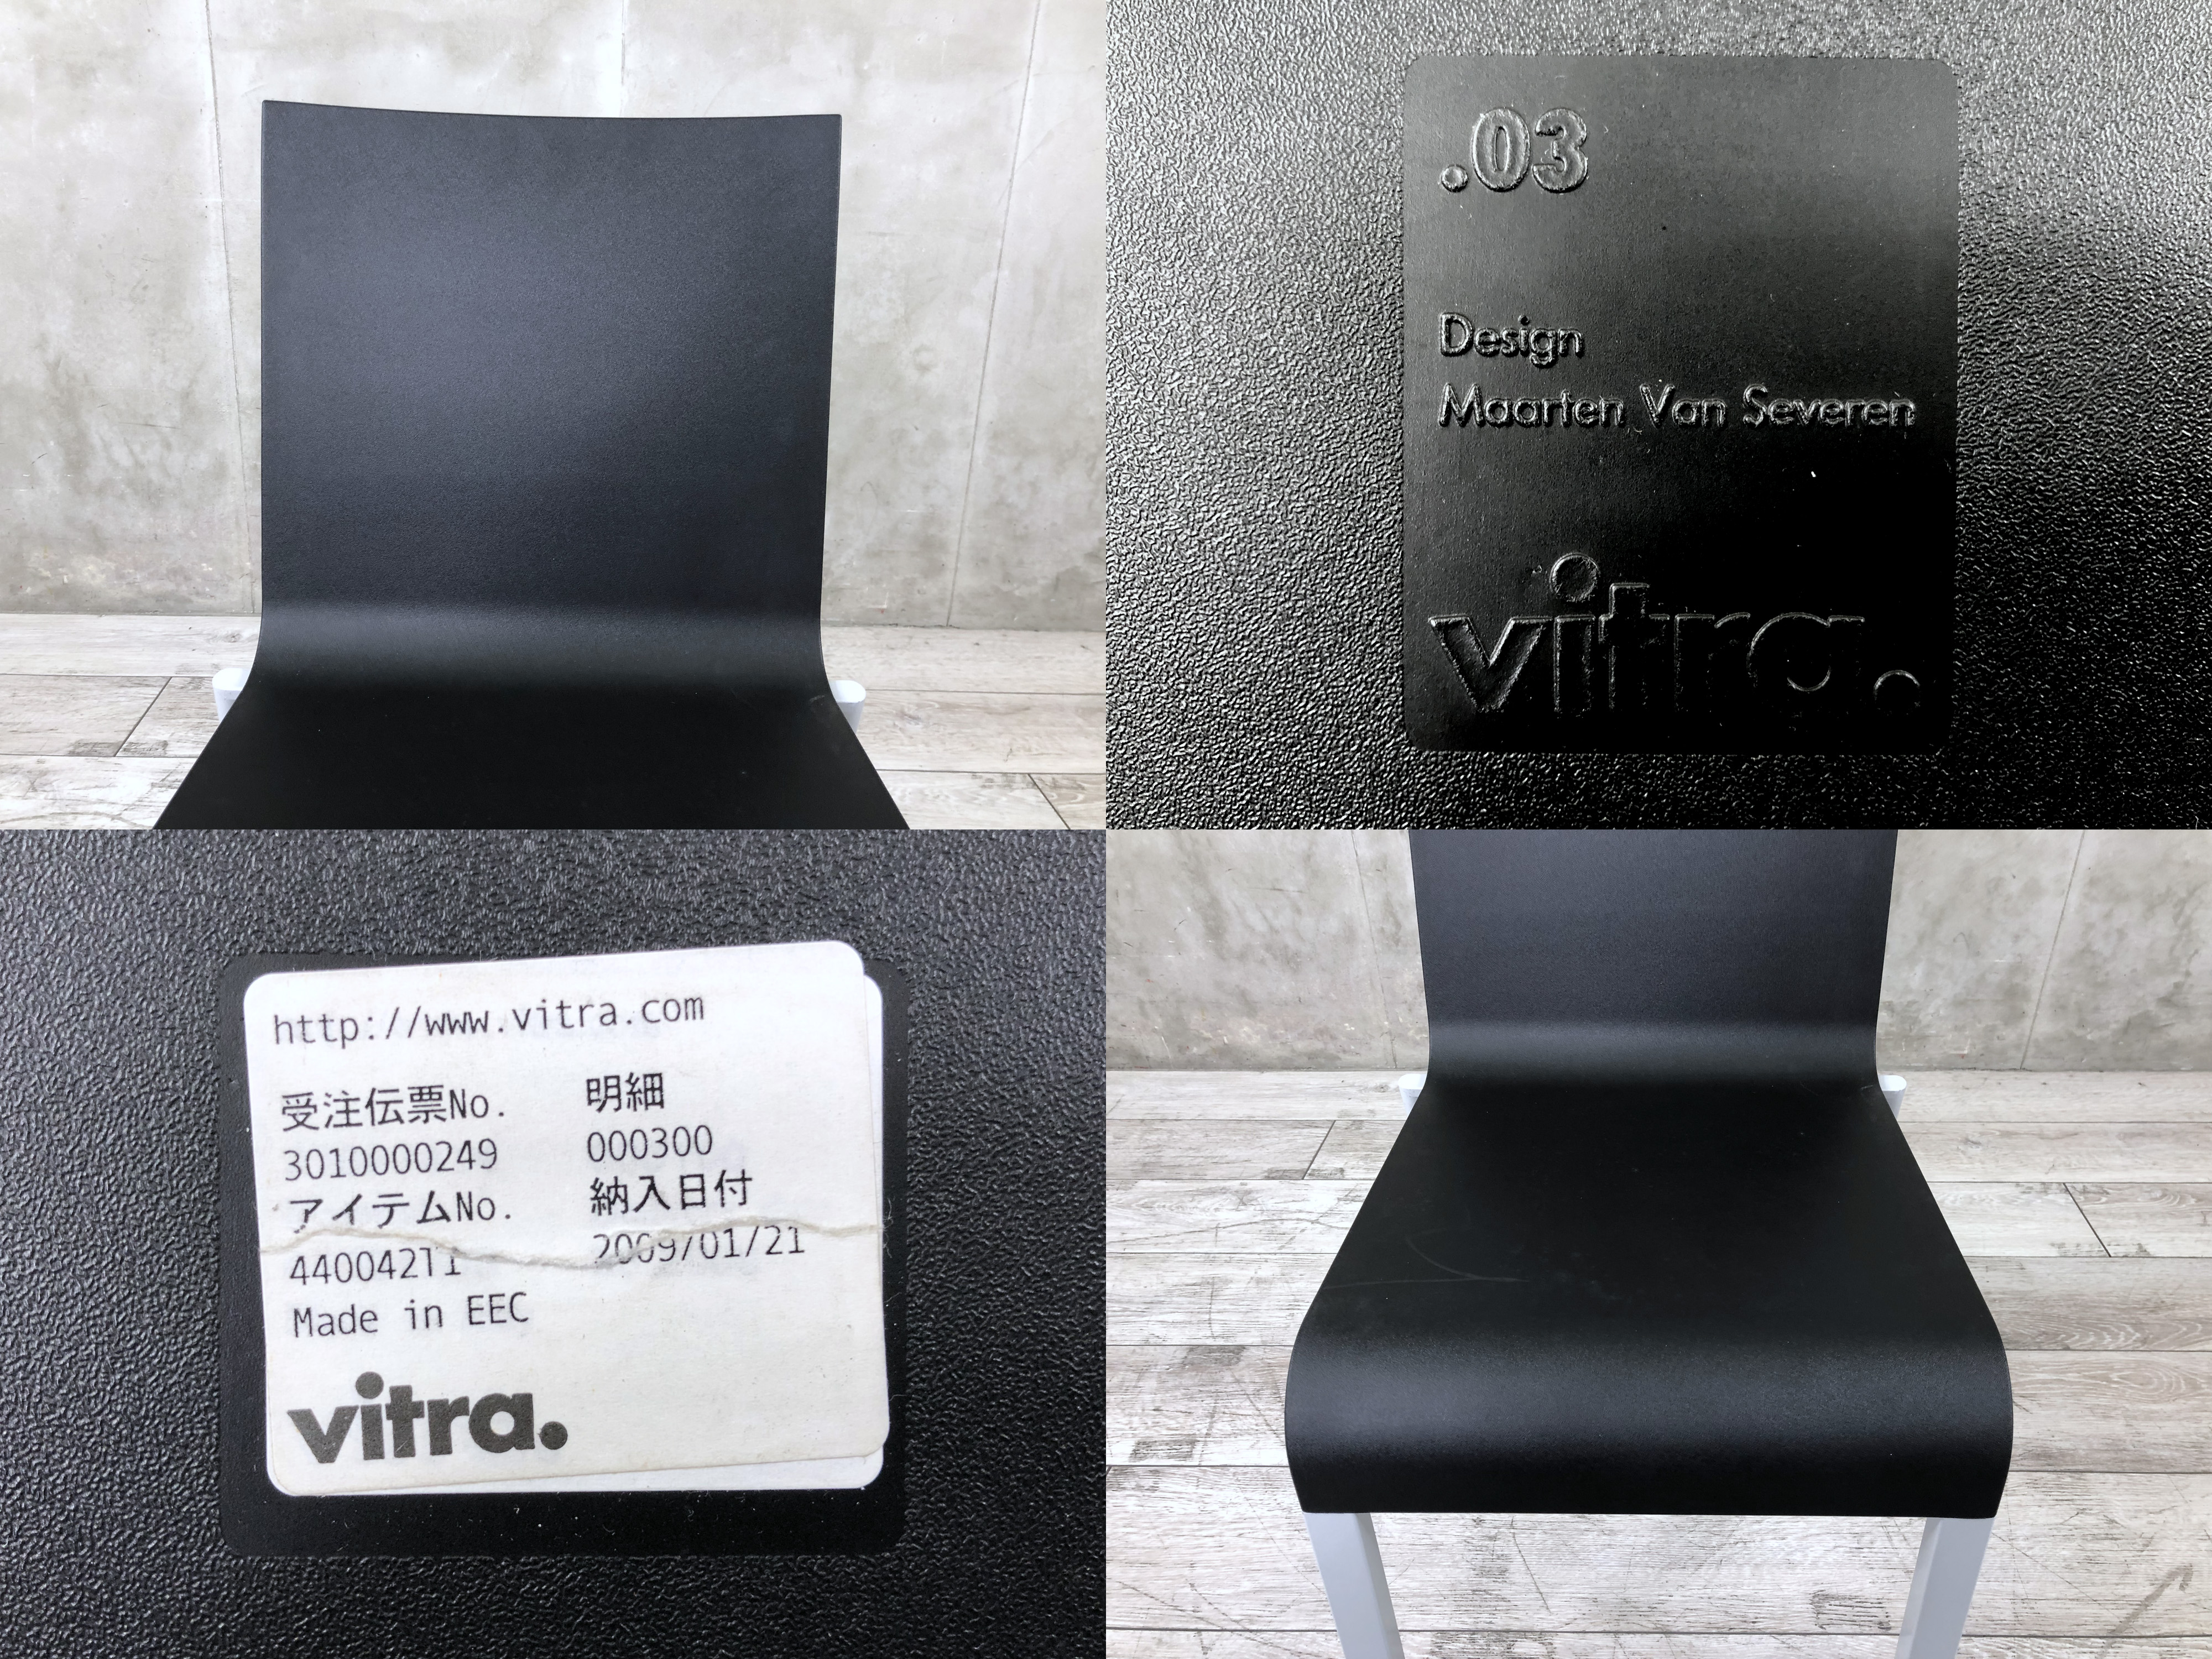 .03
Design
Maarten Van Severen
vitra.
http://www.vitra.com
受注伝票No. 明細
3010000249 000300
アイテムNo. 納入日付
44004211 2009/01/21
Made in EEC
vitra.